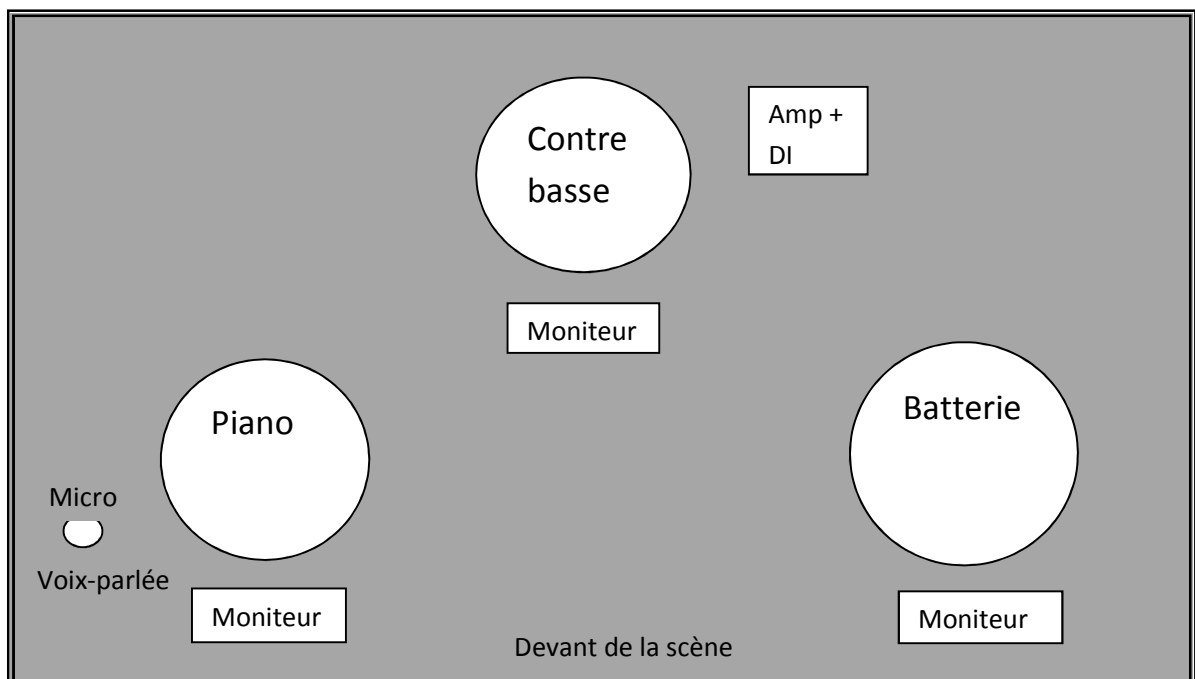 Contre
basse
Amp +
DI
Moniteur
Piano
Batterie
Micro
Voix-parlée
Moniteur
Moniteur
Devant de la scène